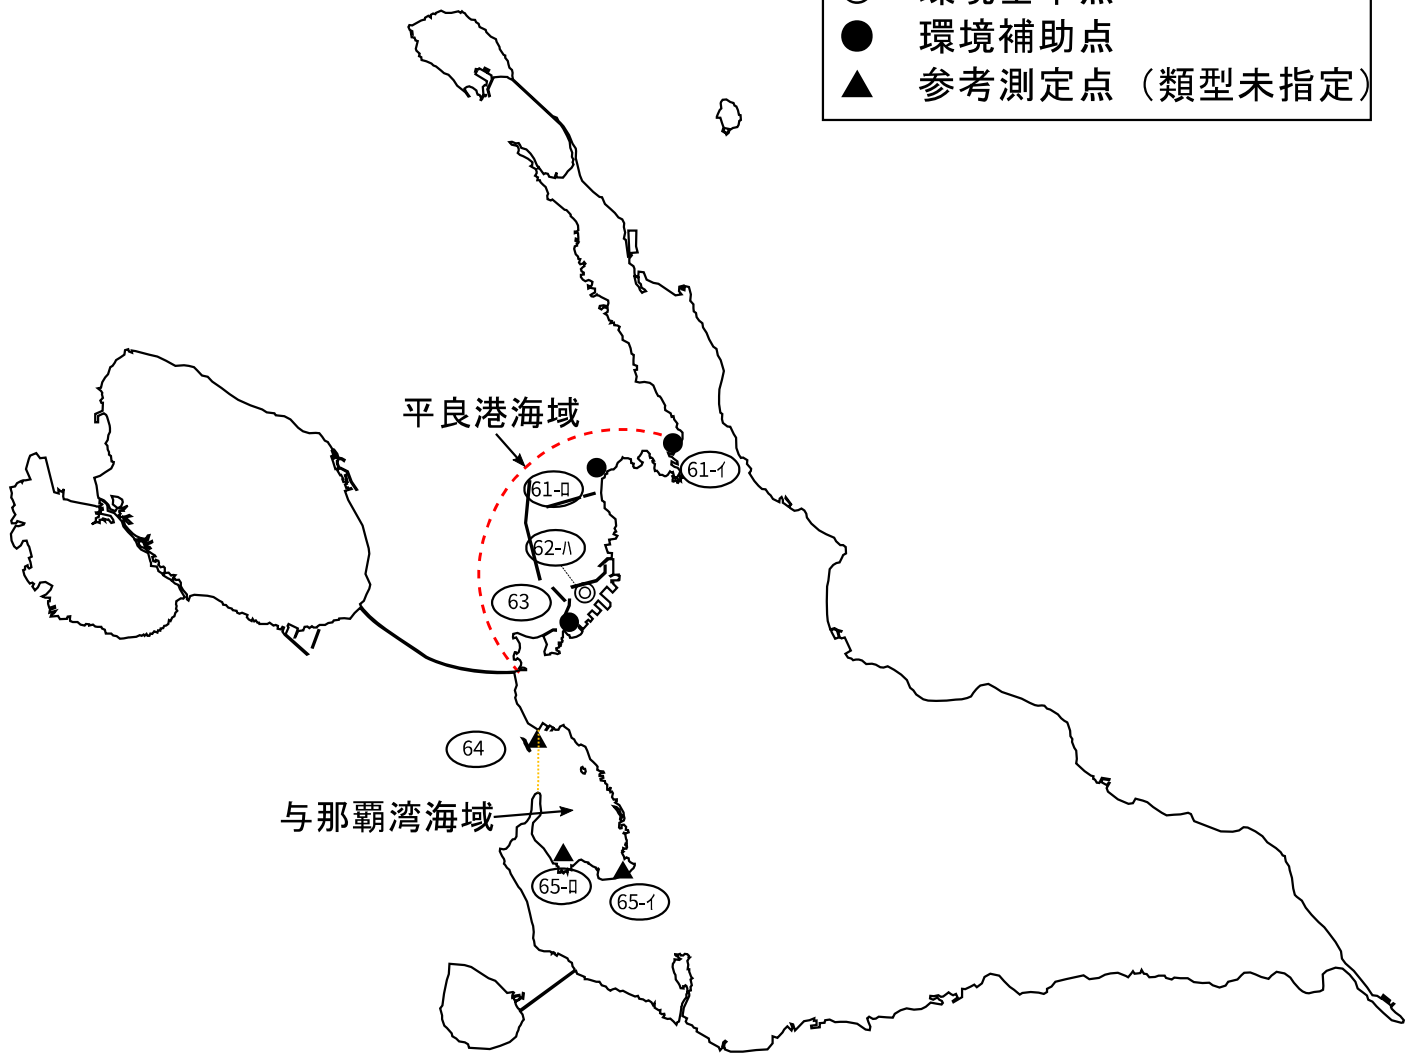 環境補助点
参考測定点（類型未指定）
平良港海域
61-ｲ
61-ﾛ
62-ﾊ
63
64
与那覇湾海域
65-ﾛ
65-ｲ